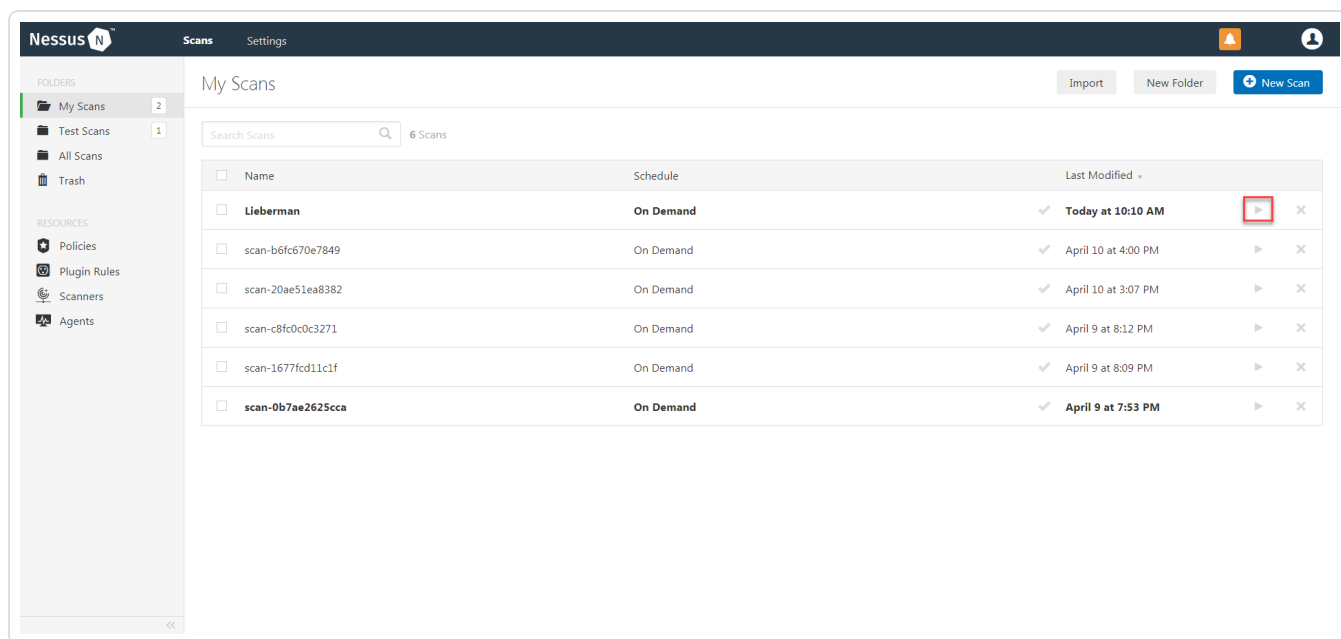 Nessus N ™ Scans Settings
FOLDERS
My Scans 2
Test Scans 1
All Scans
Trash
RESOURCES
Policies
Plugin Rules
Scanners
Agents
My Scans Import New Folder New Scan
Search Scans 6 Scans
Name Schedule Last Modified
Lieberman On Demand Today at 10:10 AM
scan-b6fc670e7849 On Demand April 10 at 4:00 PM
scan-20ae51ea8382 On Demand April 10 at 3:07 PM
scan-c8fc0c0c3271 On Demand April 9 at 8:12 PM
scan-1677fcd11c1f On Demand April 9 at 8:09 PM
scan-0b7ae2625cca On Demand April 9 at 7:53 PM